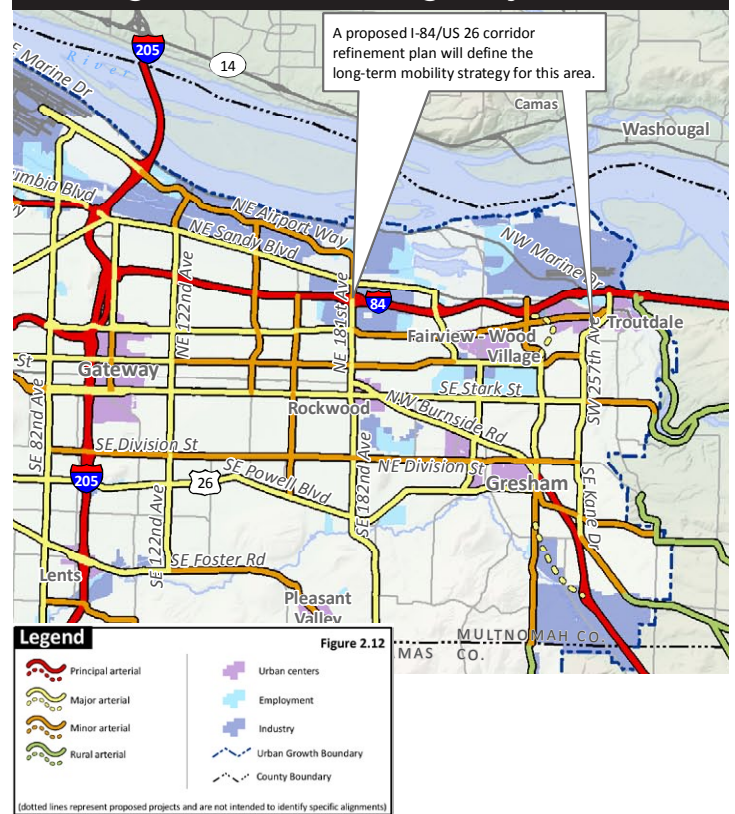 A proposed I-84/US 26 corridor
refinement plan will define the
long-term mobility strategy for this area.
205
14
River
Marine Dr
Camas
Washougal
umbia Blvd
NE Airport Way
NE Sandy Blvd
NW Marine Dr
NE 122nd Ave
NE 181st Ave
84
Fairview - Wood
Village
Troutdale
St
Gateway
SE Stark St
SW 257th Ave
Rockwood
NW Burnside Rd
SE 82nd Ave
SE Division St
NE Division St
205
26
SE Powell Blvd
SE 182nd Ave
Gresham
SE Kane Dr
SE 122nd Ave
SE Foster Rd
Lents
Pleasant
Valley
MULTNOMAH CO.
AMAS CO.
Legend
Figure 2.12
Principal arterial
Major arterial
Minor arterial
Rural arterial
Urban centers
Employment
Industry
Urban Growth Boundary
County Boundary
(dotted lines represent proposed projects and are not intended to identify specific alignments)